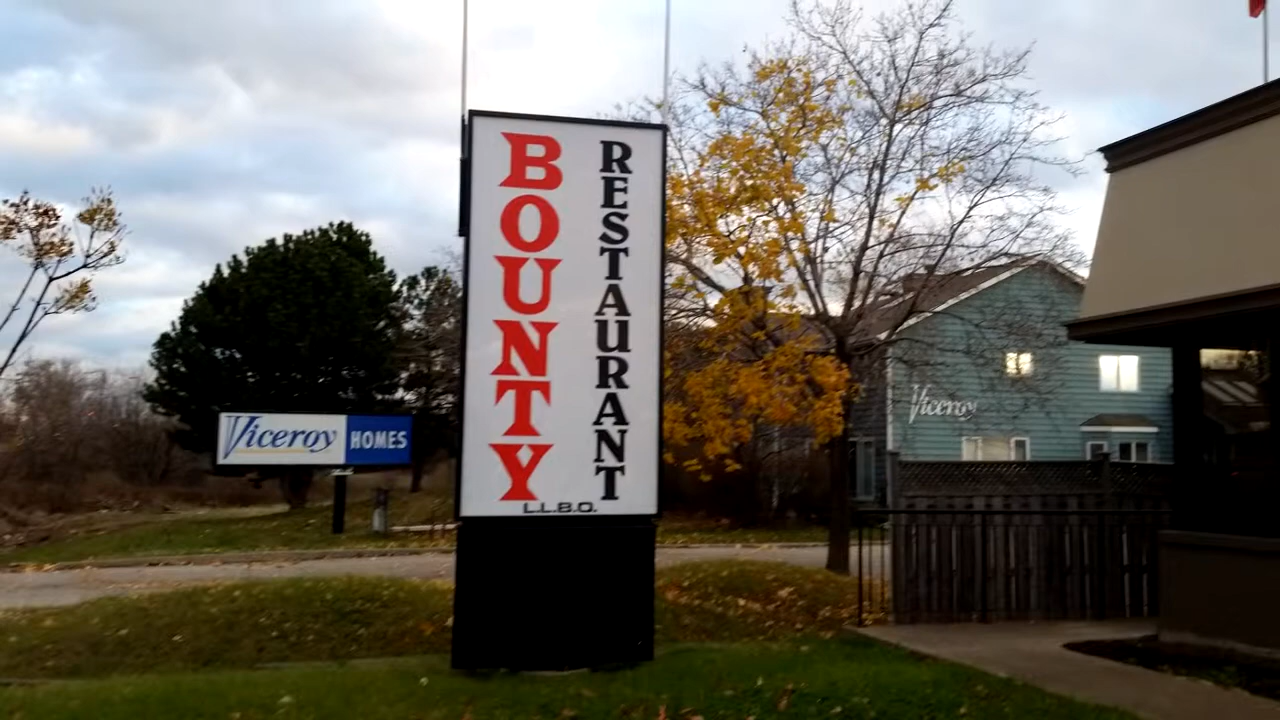 BOUNTY
RESTAURANT
L.L.B.O.
Viceroy HOMES
Viceroy